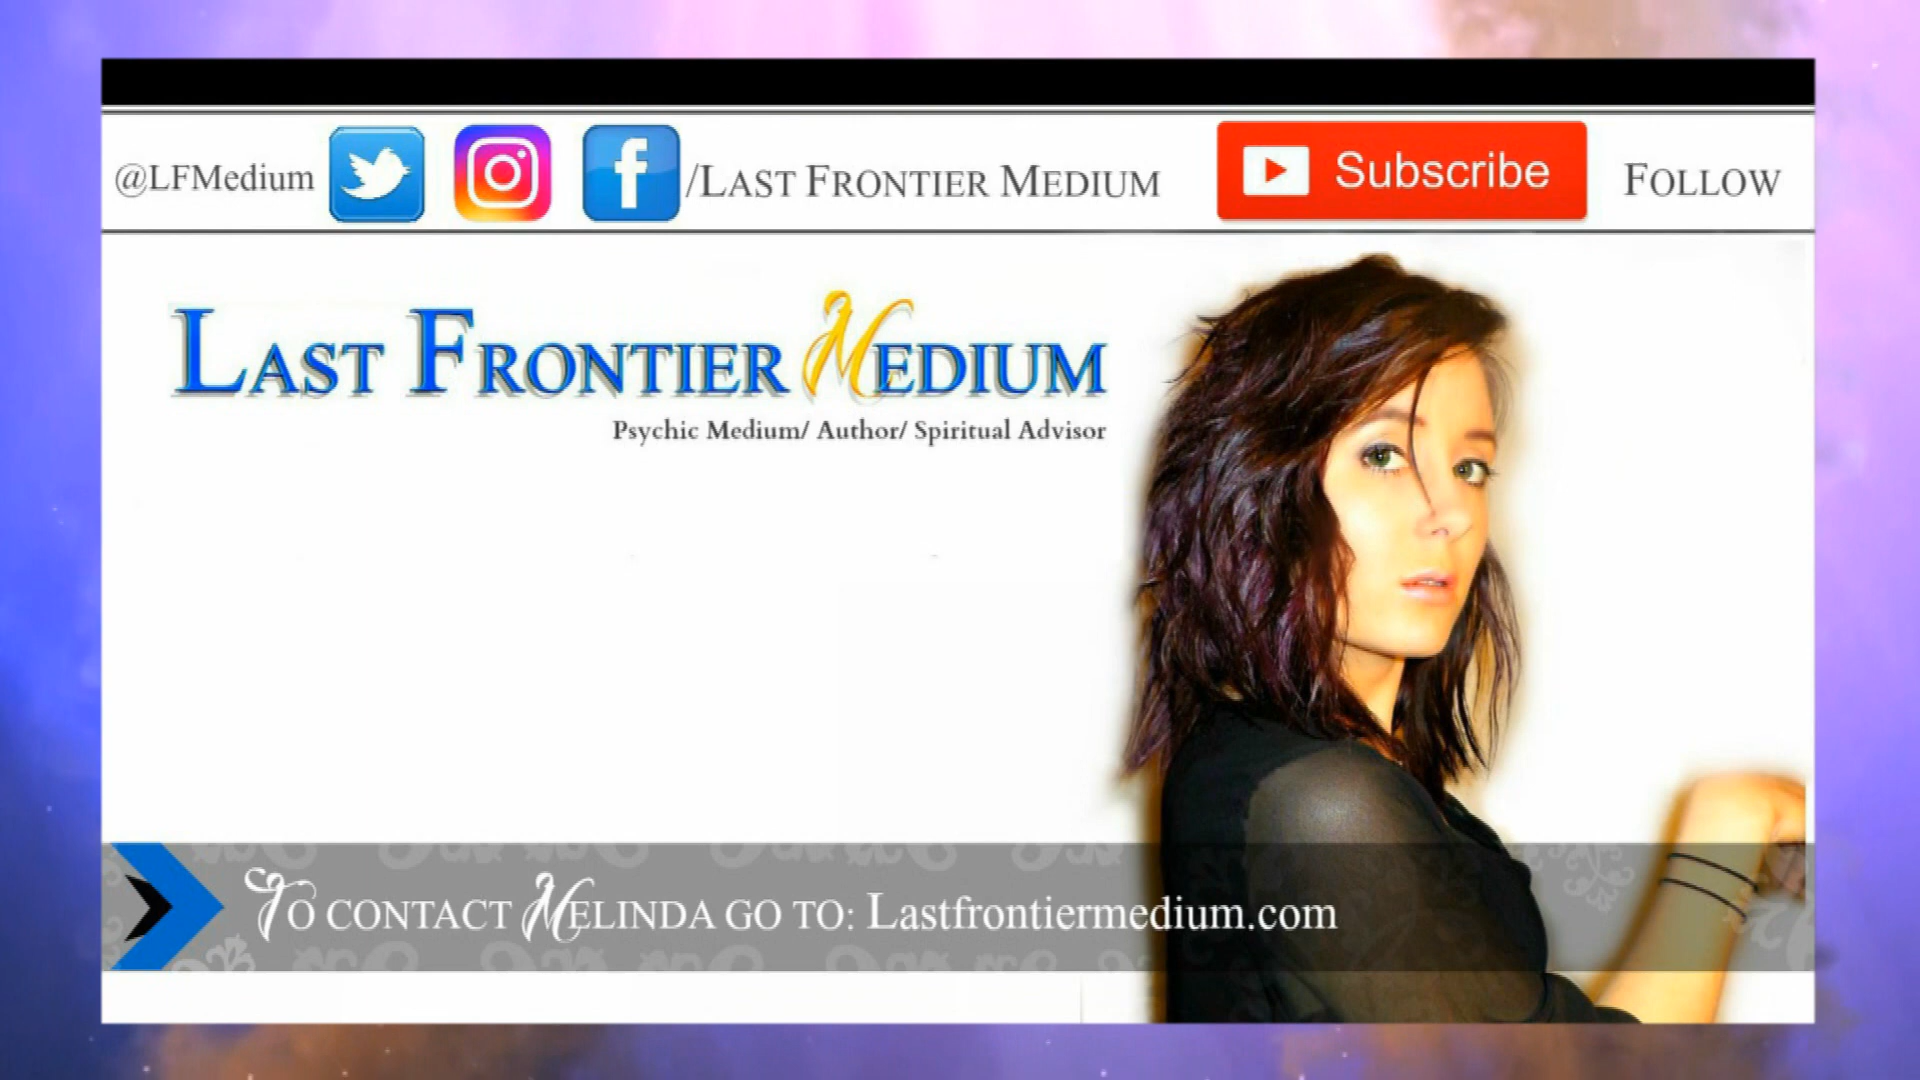 @LFMedium /LAST FRONTIER MEDIUM Subscribe FOLLOW
LAST FRONTIER MEDIUM
Psychic Medium/ Author/ Spiritual Advisor
TO CONTACT MELINDA GO TO: Lastfrontiermedium.com